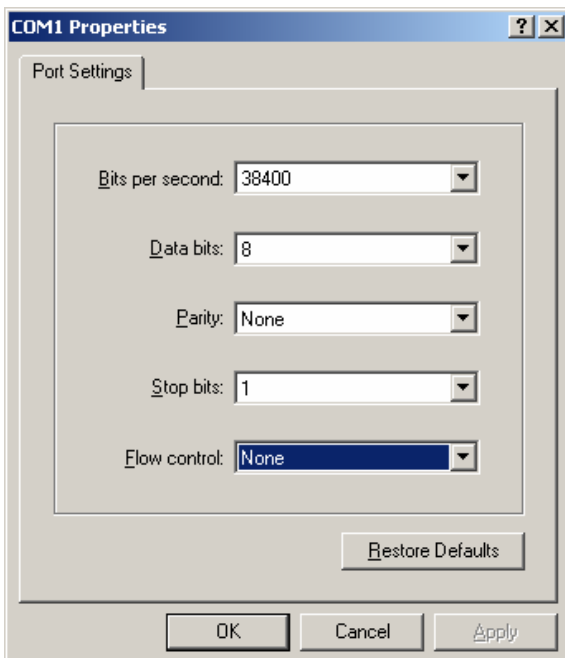 COM1 Properties
Port Settings
Bits per second: 38400
Data bits: 8
Parity: None
Stop bits: 1
Flow control: None
Restore Defaults
OK Cancel Apply